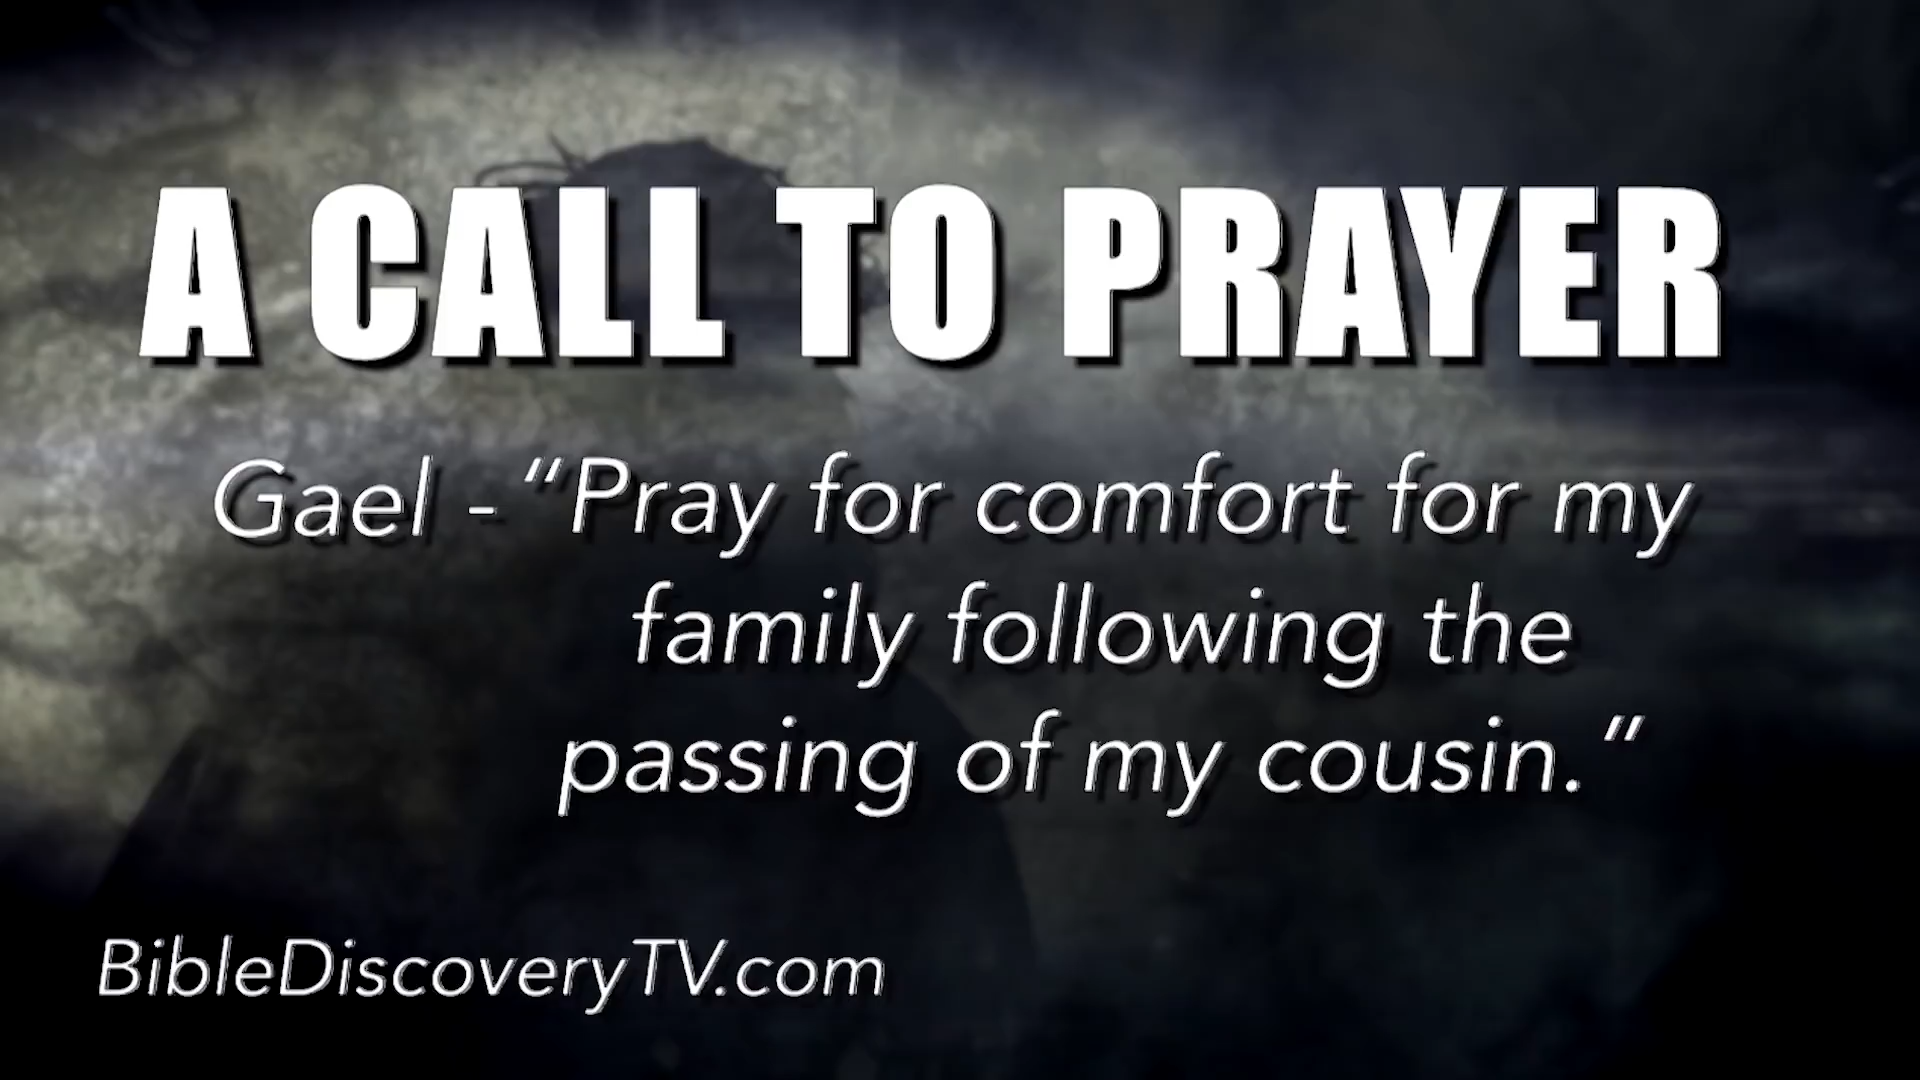 A CALL TO PRAYER
Gael - “Pray for comfort for my
family following the
passing of my cousin.”
BibleDiscoveryTV.com